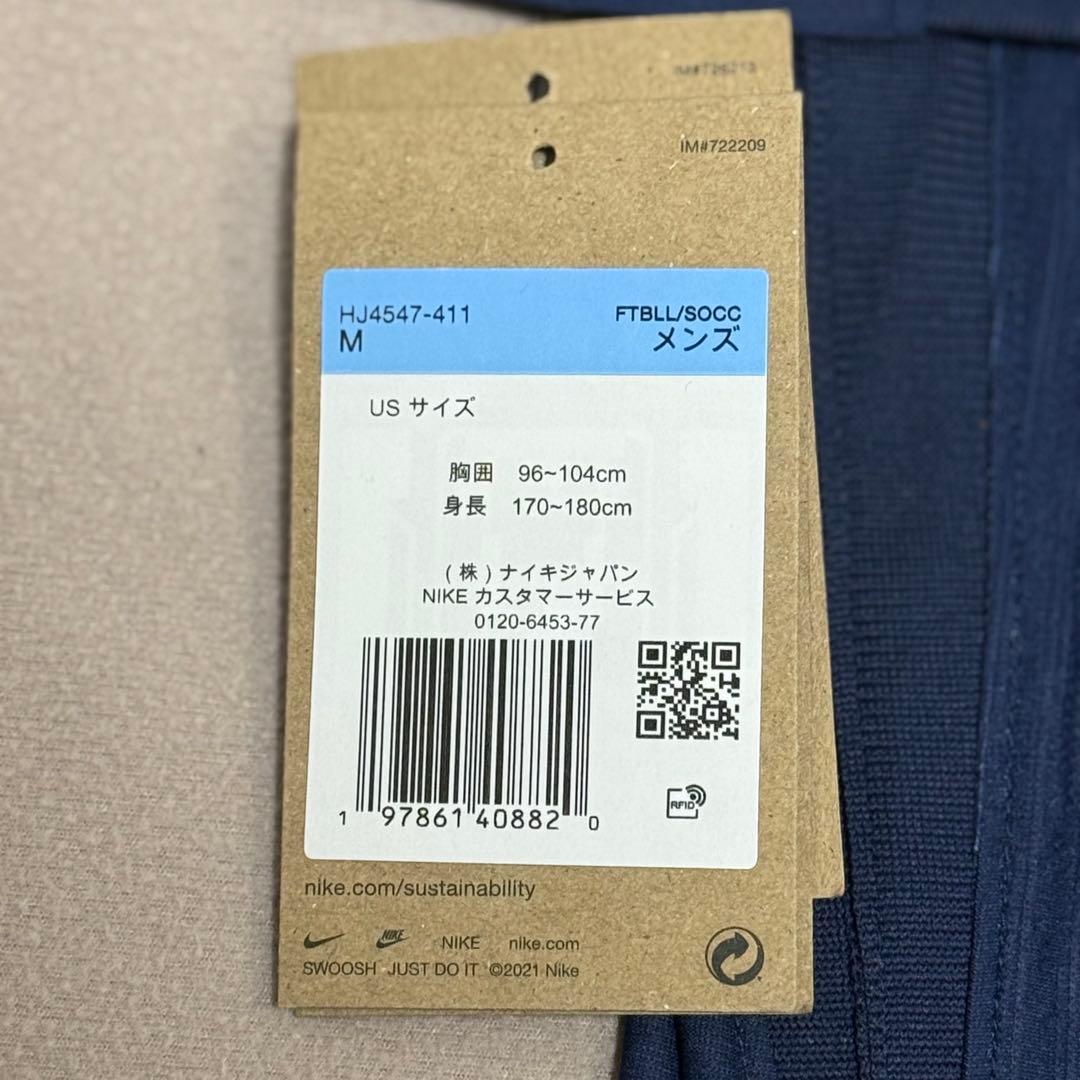 IM#722209
HJ4547-411 FTBLL/SOCC
M メンズ
US サイズ
胸囲 96~104cm
身長 170~180cm
(株)ナイキジャパン
NIKE カスタマーサービス
0120-6453-77
1 97861 40882 0
RFID
nike.com/sustainability
NIKE NIKE nike.com
SWOOSH JUST DO IT ©2021 Nike